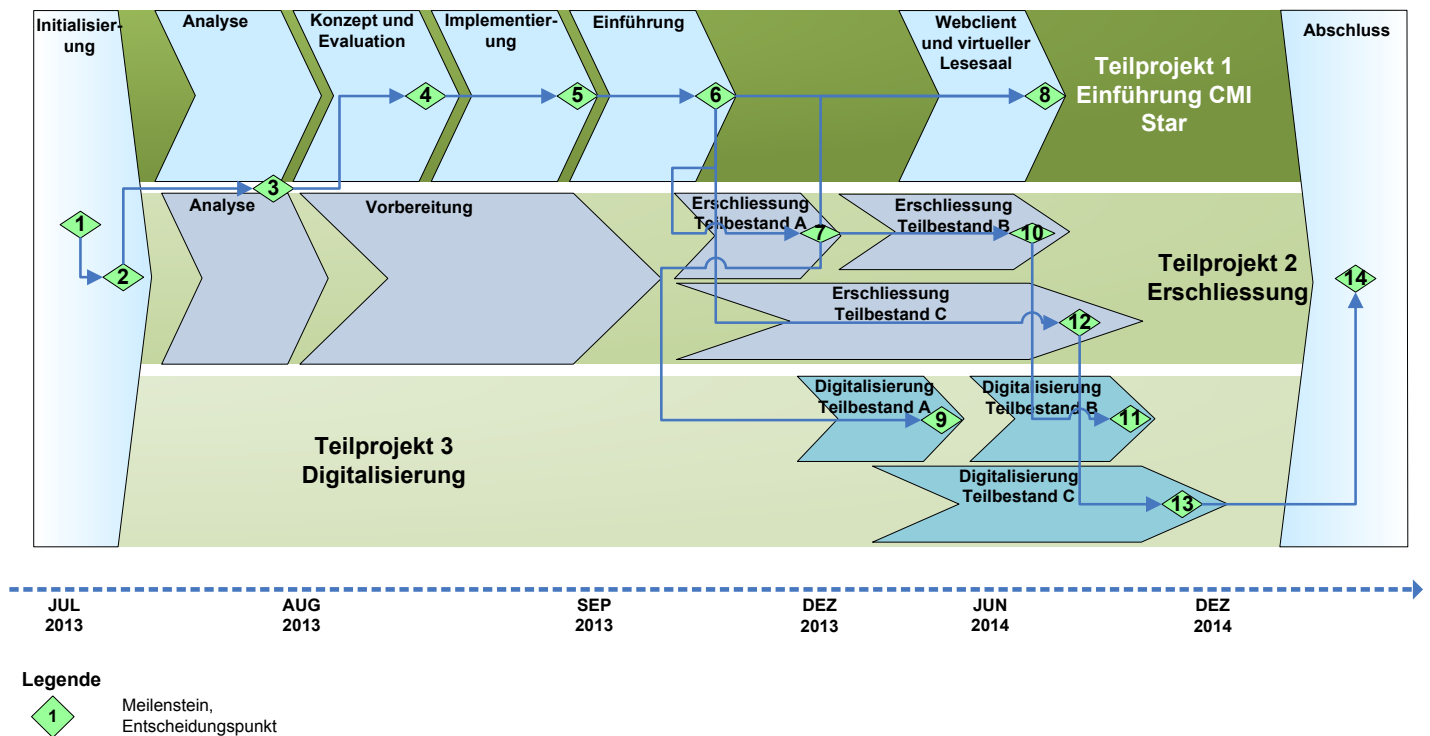 Initialisier-
ung
Analyse
Konzept und
Evaluation
Implementier-
ung
Einführung
Webclient
und virtueller
Lesesaal
Teilprojekt 1
Einführung CMI
Star
Abschluss
4
5
6
8
3
1
2
Analyse
Vorbereitung
Erschliessung
Teilbestand A
7
Erschliessung
Teilbestand B
10
Teilprojekt 2
Erschliessung
14
Erschliessung
Teilbestand C
12
Teilprojekt 3
Digitalisierung
Digitalisierung
Teilbestand A
9
Digitalisierung
Teilbestand B
11
Digitalisierung
Teilbestand C
13
JUL
2013
AUG
2013
SEP
2013
DEZ
2013
JUN
2014
DEZ
2014
Legende
1
Meilenstein,
Entscheidungspunkt